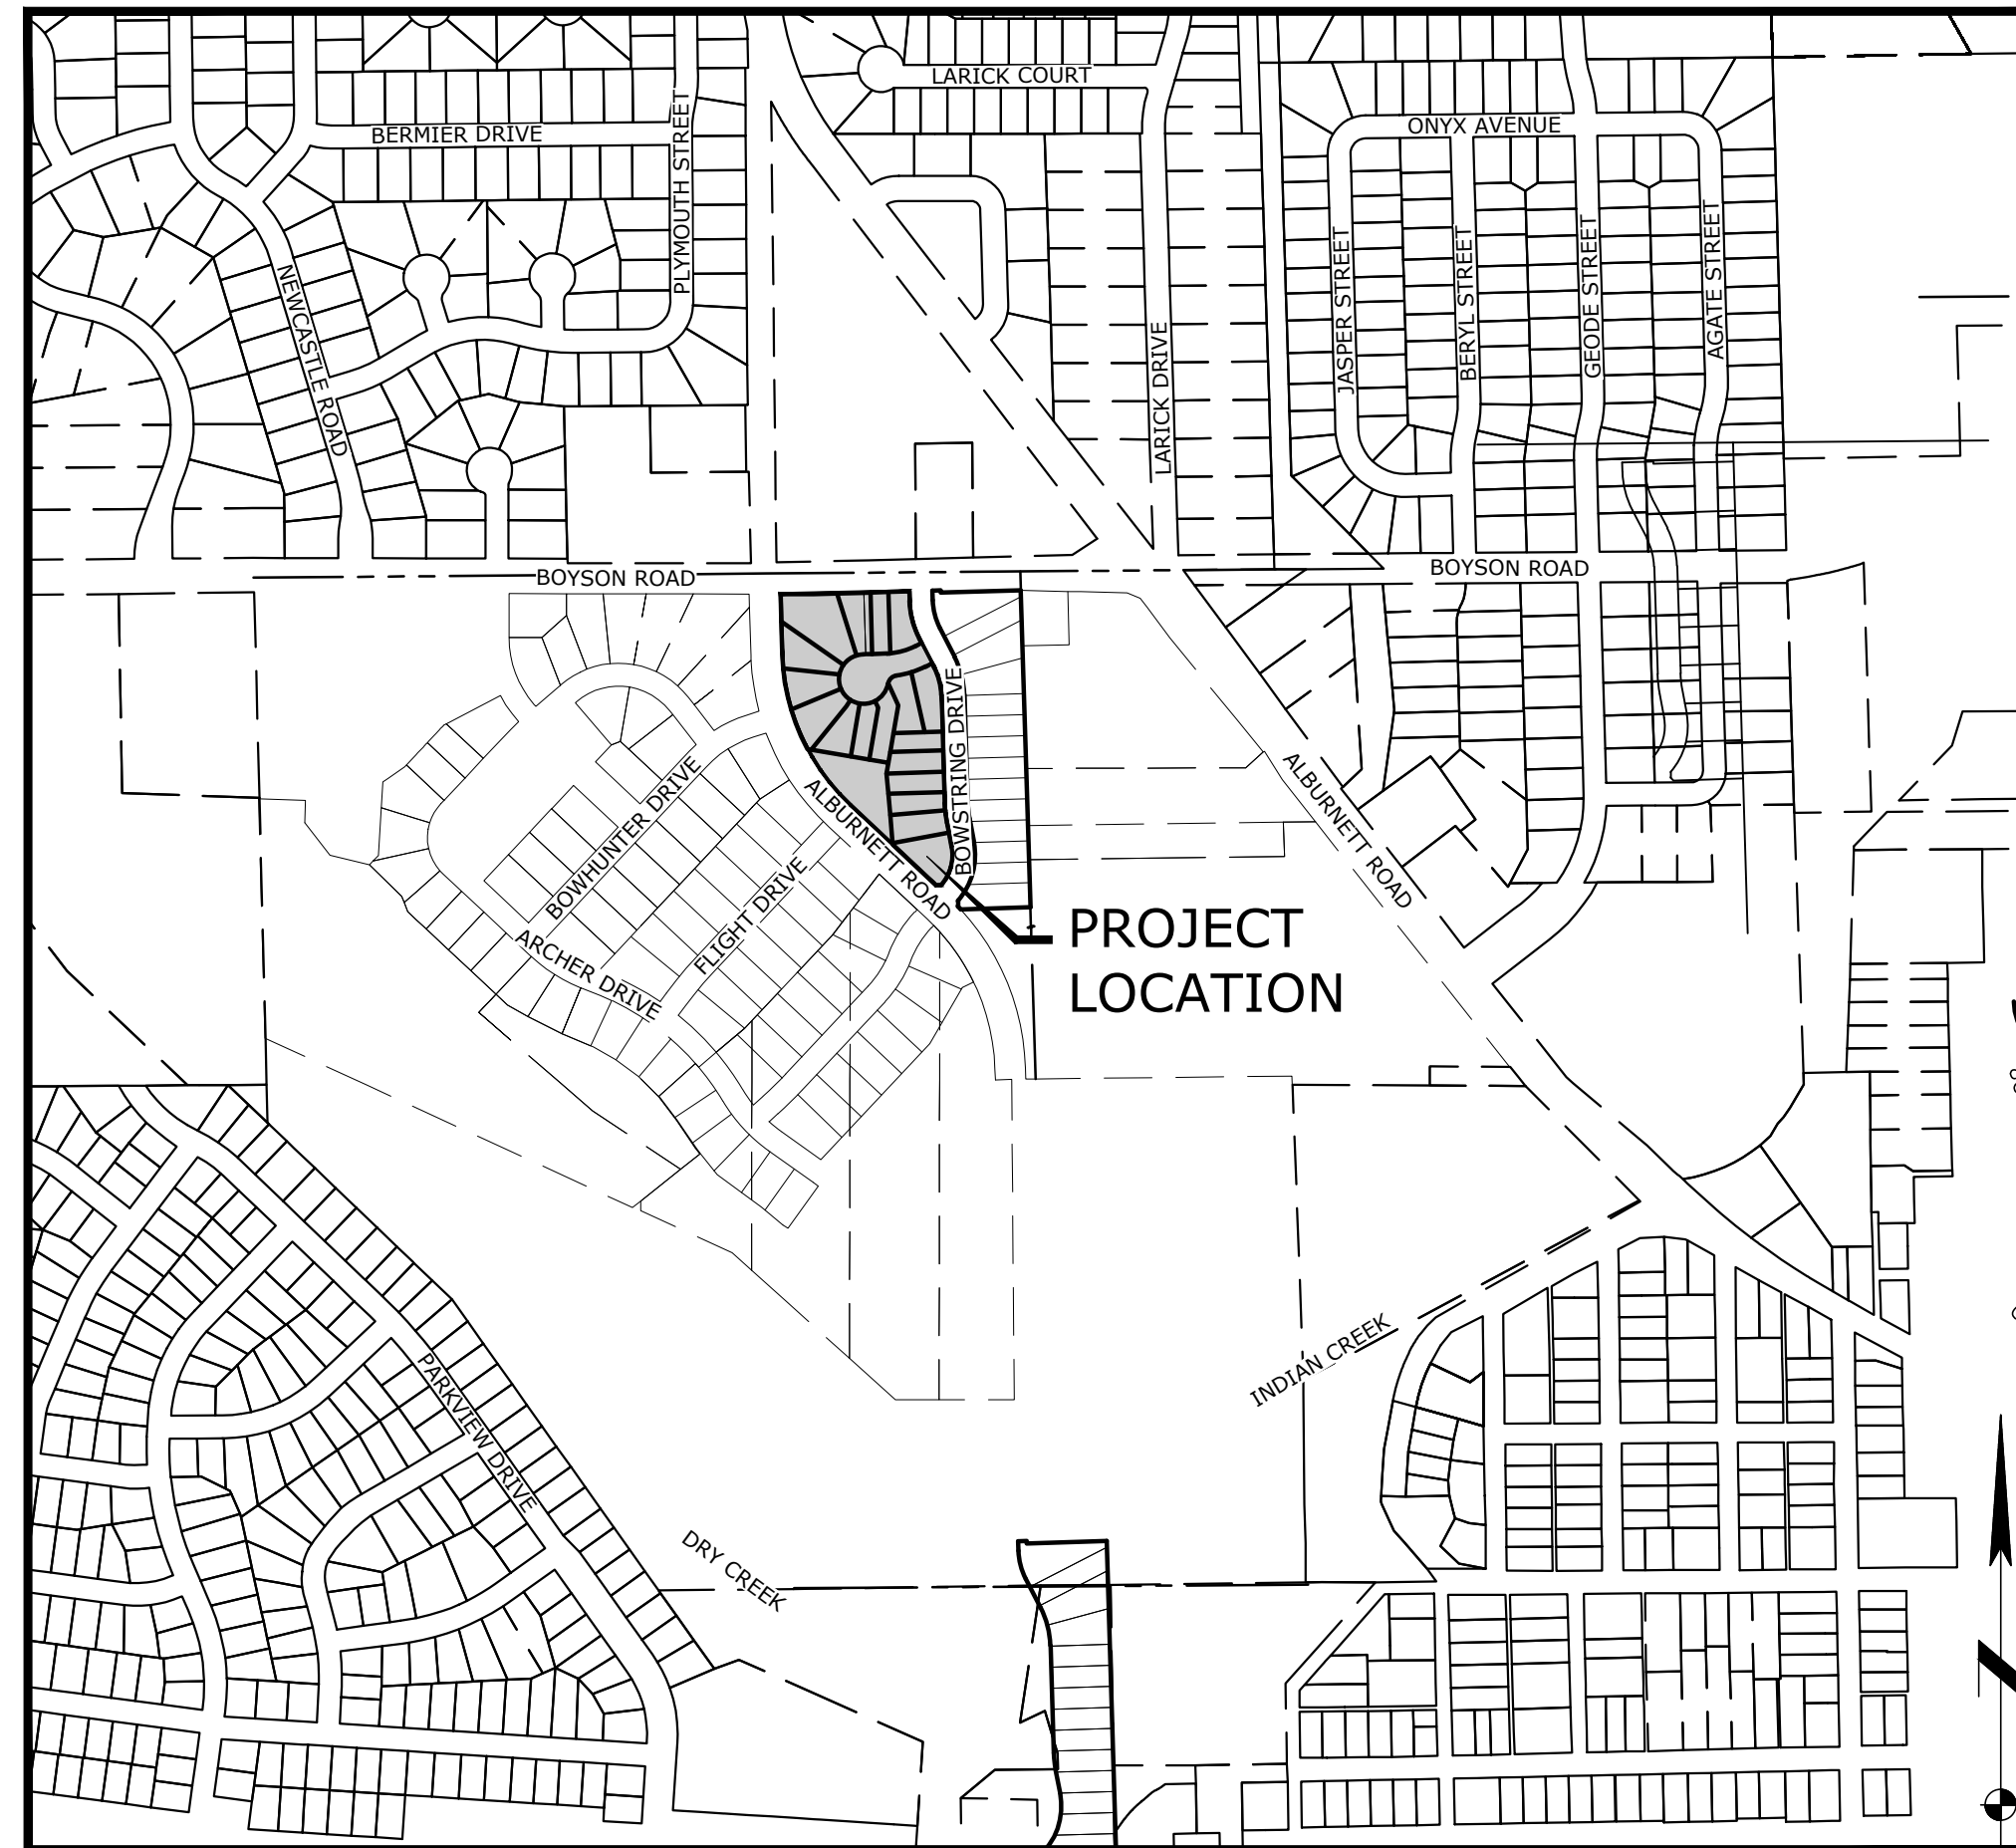 LARICK COURT
BERMIER DRIVE
PLYMOUTH STREET
ONYX AVENUE
NEWCASTLE ROAD
LARICK DRIVE
JASPER STREET
BERYL STREET
GEODE STREET
AGATE STREET
BOYSON ROAD
BOYSON ROAD
BOWSTRING DRIVE
BOWHUNTER DRIVE
ALBURNETT ROAD
ALBURNETT ROAD
FLIGHT DRIVE
ARCHER DRIVE
PROJECT
LOCATION
INDIAN CREEK
PARKVIEW DRIVE
DRY CREEK